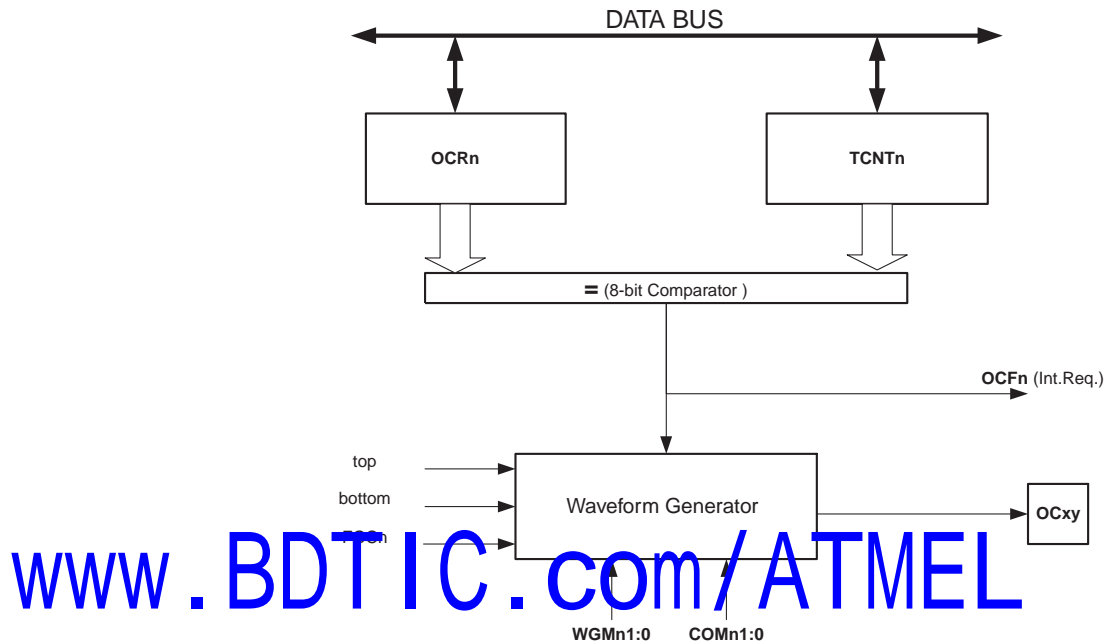 DATA BUS
OCRn
TCNTn
= (8-bit Comparator )
OCFn (Int.Req.)
top
bottom
Waveform Generator
OCxy
www.BDTIC.com/ATMEL
WGMn1:0
COMn1:0